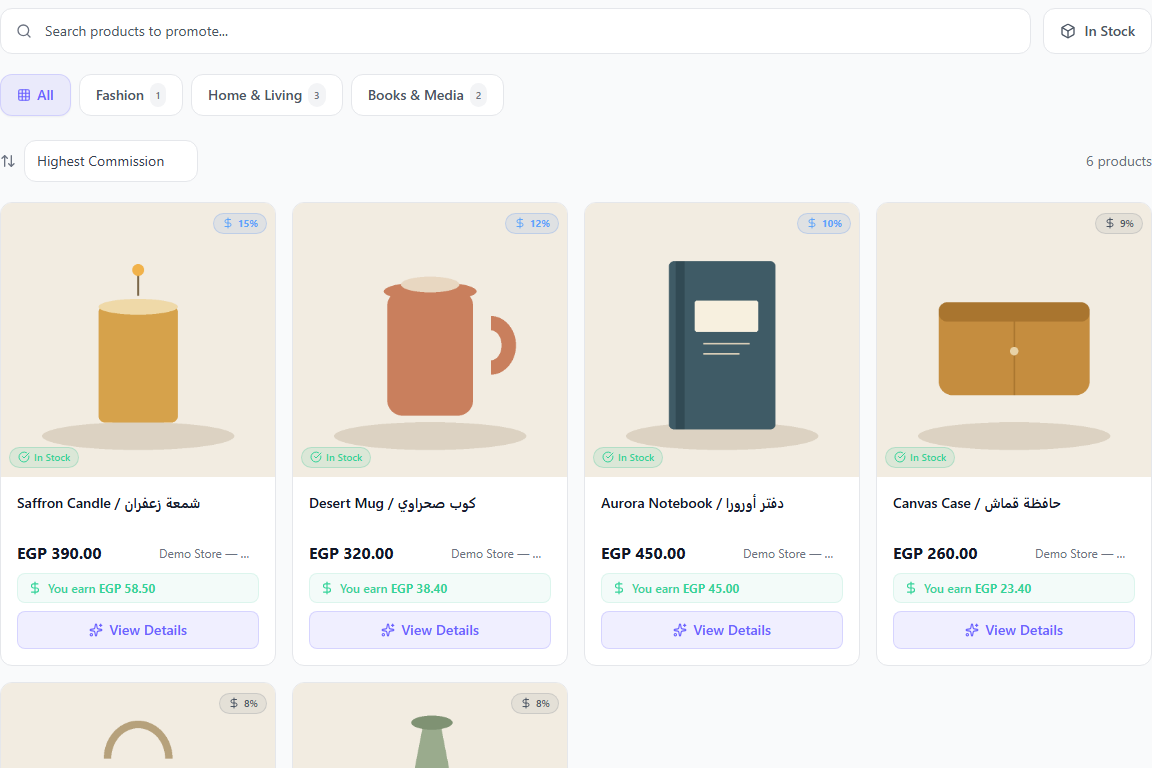 Search products to promote...
In Stock
All
Fashion 1
Home & Living 3
Books & Media 2
Highest Commission
6 products
$ 15%
$ 12%
$ 10%
$ 9%
In Stock
In Stock
In Stock
In Stock
Saffron Candle / شمعة زعفران
Desert Mug / كوب صحراوي
Aurora Notebook / دفتر أورورا
Canvas Case / حافظة قماش
EGP 390.00
Demo Store — ...
EGP 320.00
Demo Store — ...
EGP 450.00
Demo Store — ...
EGP 260.00
Demo Store — ...
$ You earn EGP 58.50
$ You earn EGP 38.40
$ You earn EGP 45.00
$ You earn EGP 23.40
View Details
View Details
View Details
View Details
$ 8%
$ 8%